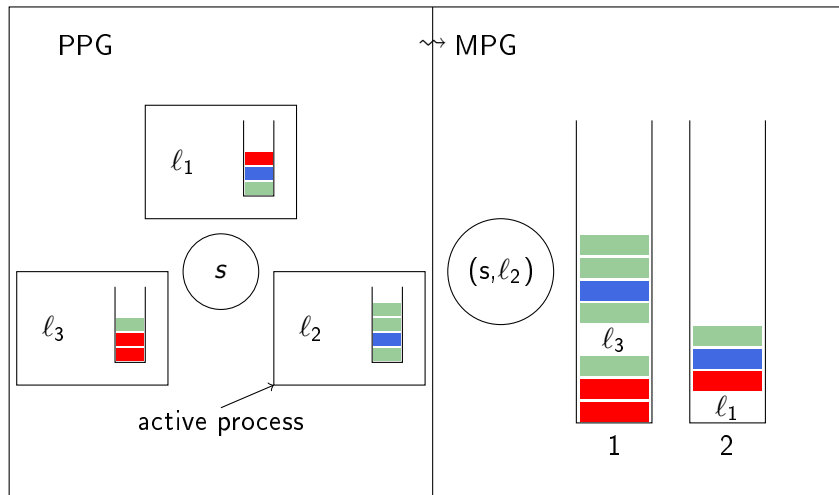 PPG
⇝ MPG
ℓ1
s
ℓ3
ℓ2
active process
(s,ℓ2)
ℓ3
ℓ1
1 2